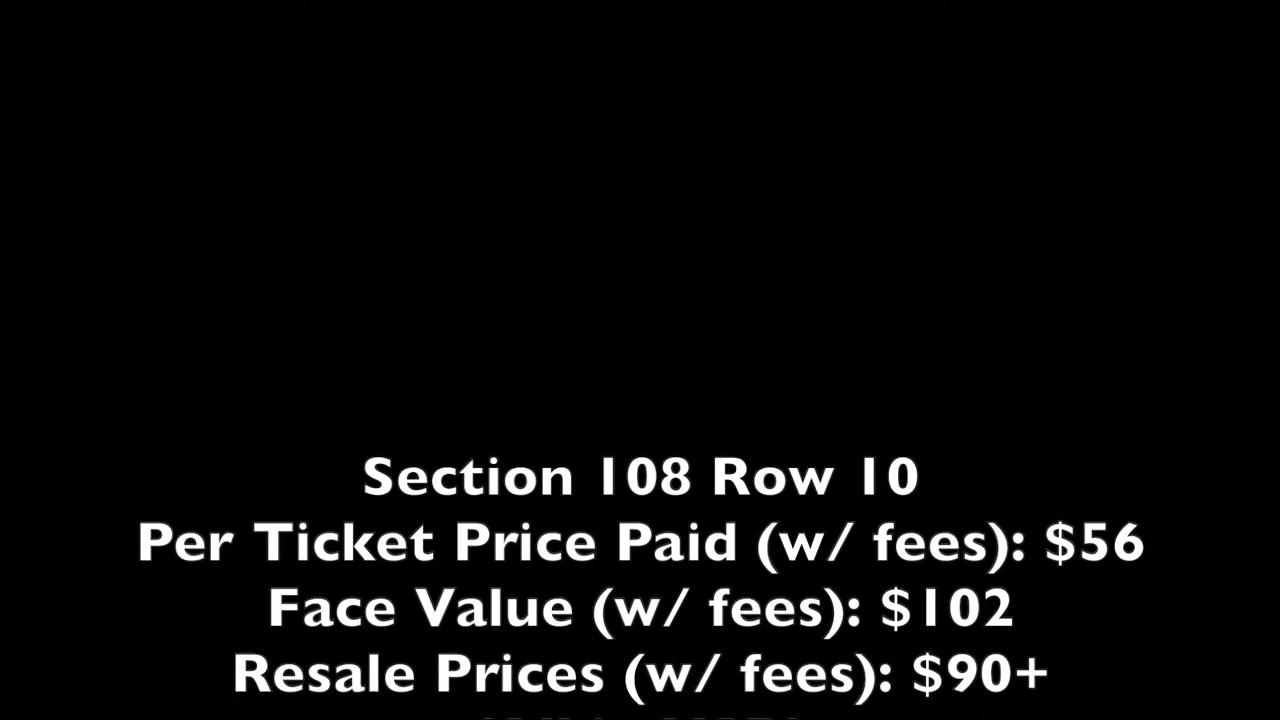 Section 108 Row 10
Per Ticket Price Paid (w/ fees): $56
Face Value (w/ fees): $102
Resale Prices (w/ fees): $90+